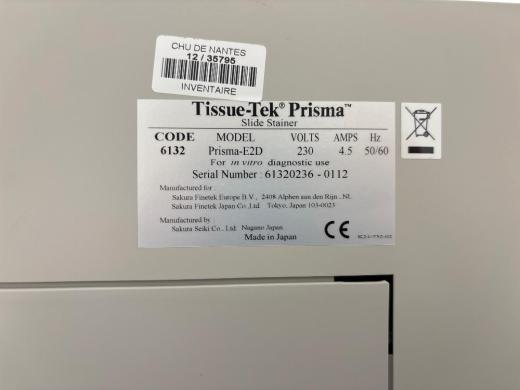 CHU DE NANTES
12 / 35795
INVENTAIRE
Tissue-Tek® Prisma™
Slide Stainer
CODE MODEL VOLTS AMPS Hz
6132 Prisma-E2D 230 4.5 50/60
For in vitro diagnostic use
Serial Number : 61320236 - 0112
Manufactured for :
Sakura Finetek Europe B.V., 2408 Alphen aan den Rijn , NL
Sakura Finetek Japan Co.,Ltd. Tokyo, Japan 103-0023
Manufactured by :
Sakura Seiki Co., Ltd. Nagano Japan
Made in Japan CE